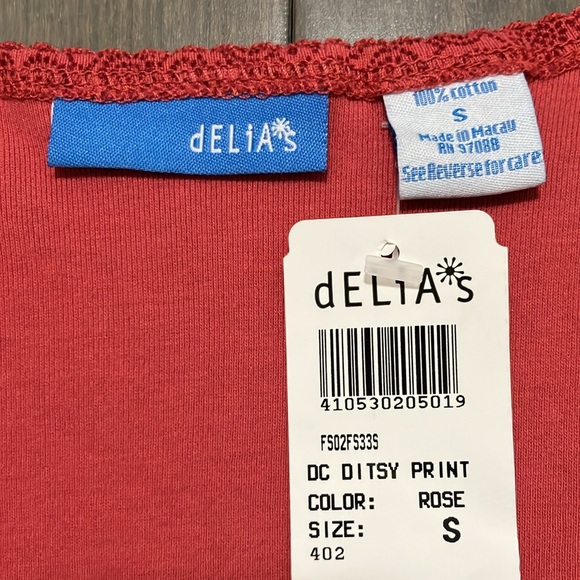 dELiA*s
100% cotton
S
Made in Macau
RN 97088
See Reverse for care
dELiA*s
410530205019
FS02FS33S
DC DITSY PRINT
COLOR: ROSE
SIZE: S
402